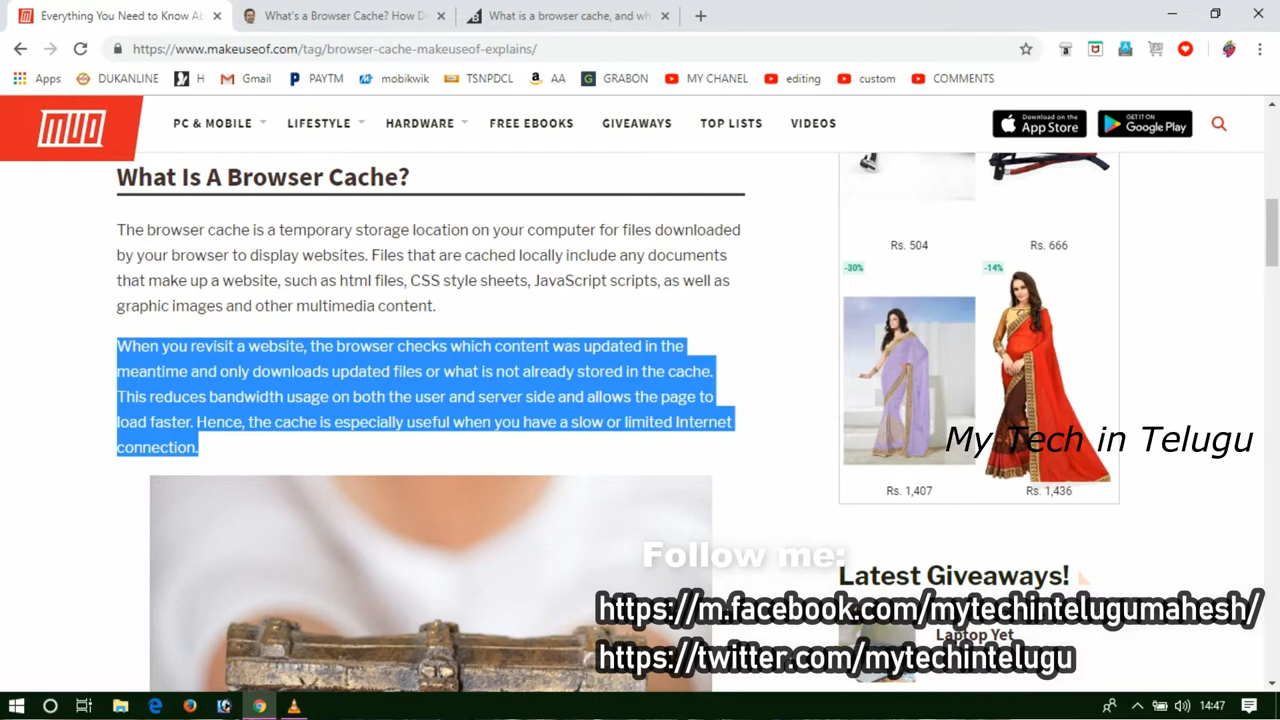 Everything You Need to Know Ab
What's a Browser Cache? How D
What is a browser cache, and wh
https://www.makeuseof.com/tag/browser-cache-makeuseof-explains/
Apps
DUKANLINE
H
Gmail
PAYTM
mobikwik
TSNPDCL
AA
GRABON
MY CHANEL
editing
custom
COMMENTS
MUO
PC & MOBILE
LIFESTYLE
HARDWARE
FREE EBOOKS
GIVEAWAYS
TOP LISTS
VIDEOS
Download on the
App Store
GET IT ON
Google Play
What Is A Browser Cache?
The browser cache is a temporary storage location on your computer for files downloaded
by your browser to display websites. Files that are cached locally include any documents
that make up a website, such as html files, CSS style sheets, JavaScript scripts, as well as
graphic images and other multimedia content.
When you revisit a website, the browser checks which content was updated in the
meantime and only downloads updated files or what is not already stored in the cache.
This reduces bandwidth usage on both the user and server side and allows the page to
load faster. Hence, the cache is especially useful when you have a slow or limited Internet
connection.
Rs. 504
Rs. 666
-30%
-14%
Rs. 1,407
Rs. 1,436
My Tech in Telugu
Follow me:
Latest Giveaways!
https://m.facebook.com/mytechintelugumahesh/
Laptop Yet
https://twitter.com/mytechintelugu
14:47